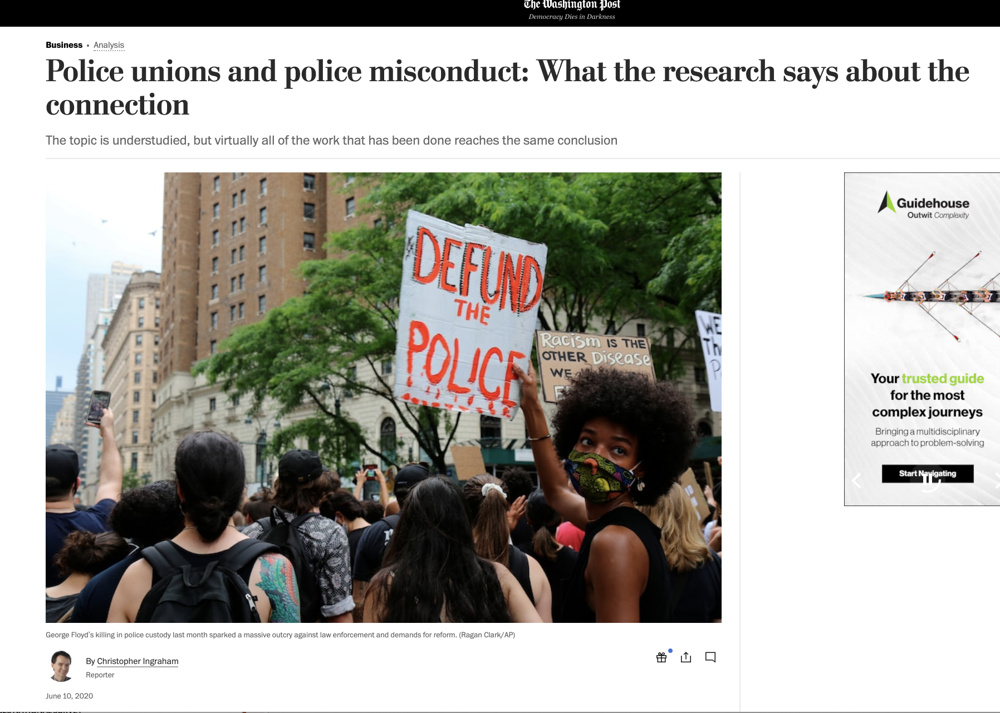 The Washington Post
Democracy Dies in Darkness
Business • Analysis
Police unions and police misconduct: What the research says about the
connection
The topic is understudied, but virtually all of the work that has been done reaches the same conclusion
DEFUND
THE
POLICE
Racism IS THE
OTHER Disease
WE
WE
Guidehouse
Outwit Complexity
Your trusted guide
for the most
complex journeys
Bringing a multidisciplinary
approach to problem-solving
Start Navigating
George Floyd's killing in police custody last month sparked a massive outcry against law enforcement and demands for reform. (Ragan Clark/AP)
By Christopher Ingraham
Reporter
June 10, 2020